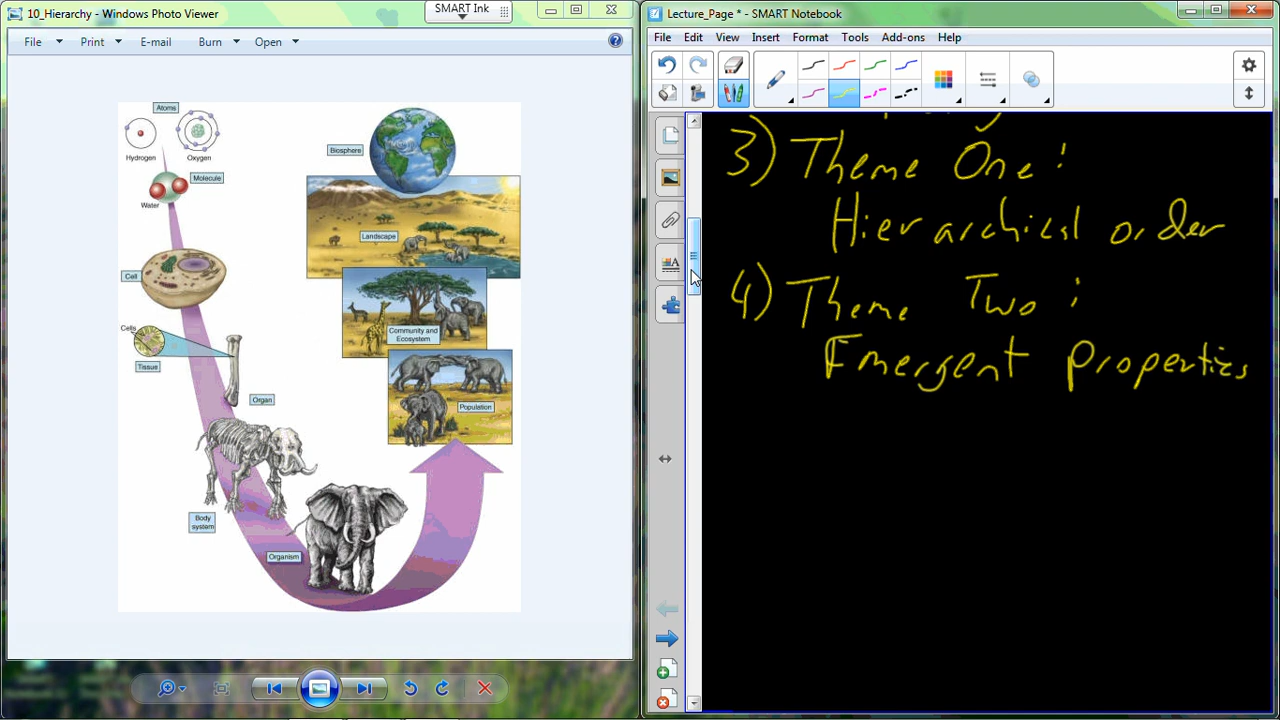 10_Hierarchy - Windows Photo Viewer
SMART Ink
File Print E-mail Burn Open
Atoms
Hydrogen Oxygen
Molecule
Water
Cell
Cells
Tissue
Organ
Body
system
Organism
Biosphere
Landscape
Community and
Ecosystem
Population
Lecture_Page * - SMART Notebook
File Edit View Insert Format Tools Add-ons Help
3) Theme One :
Hierarchical order
4) Theme Two :
Emergent Properties